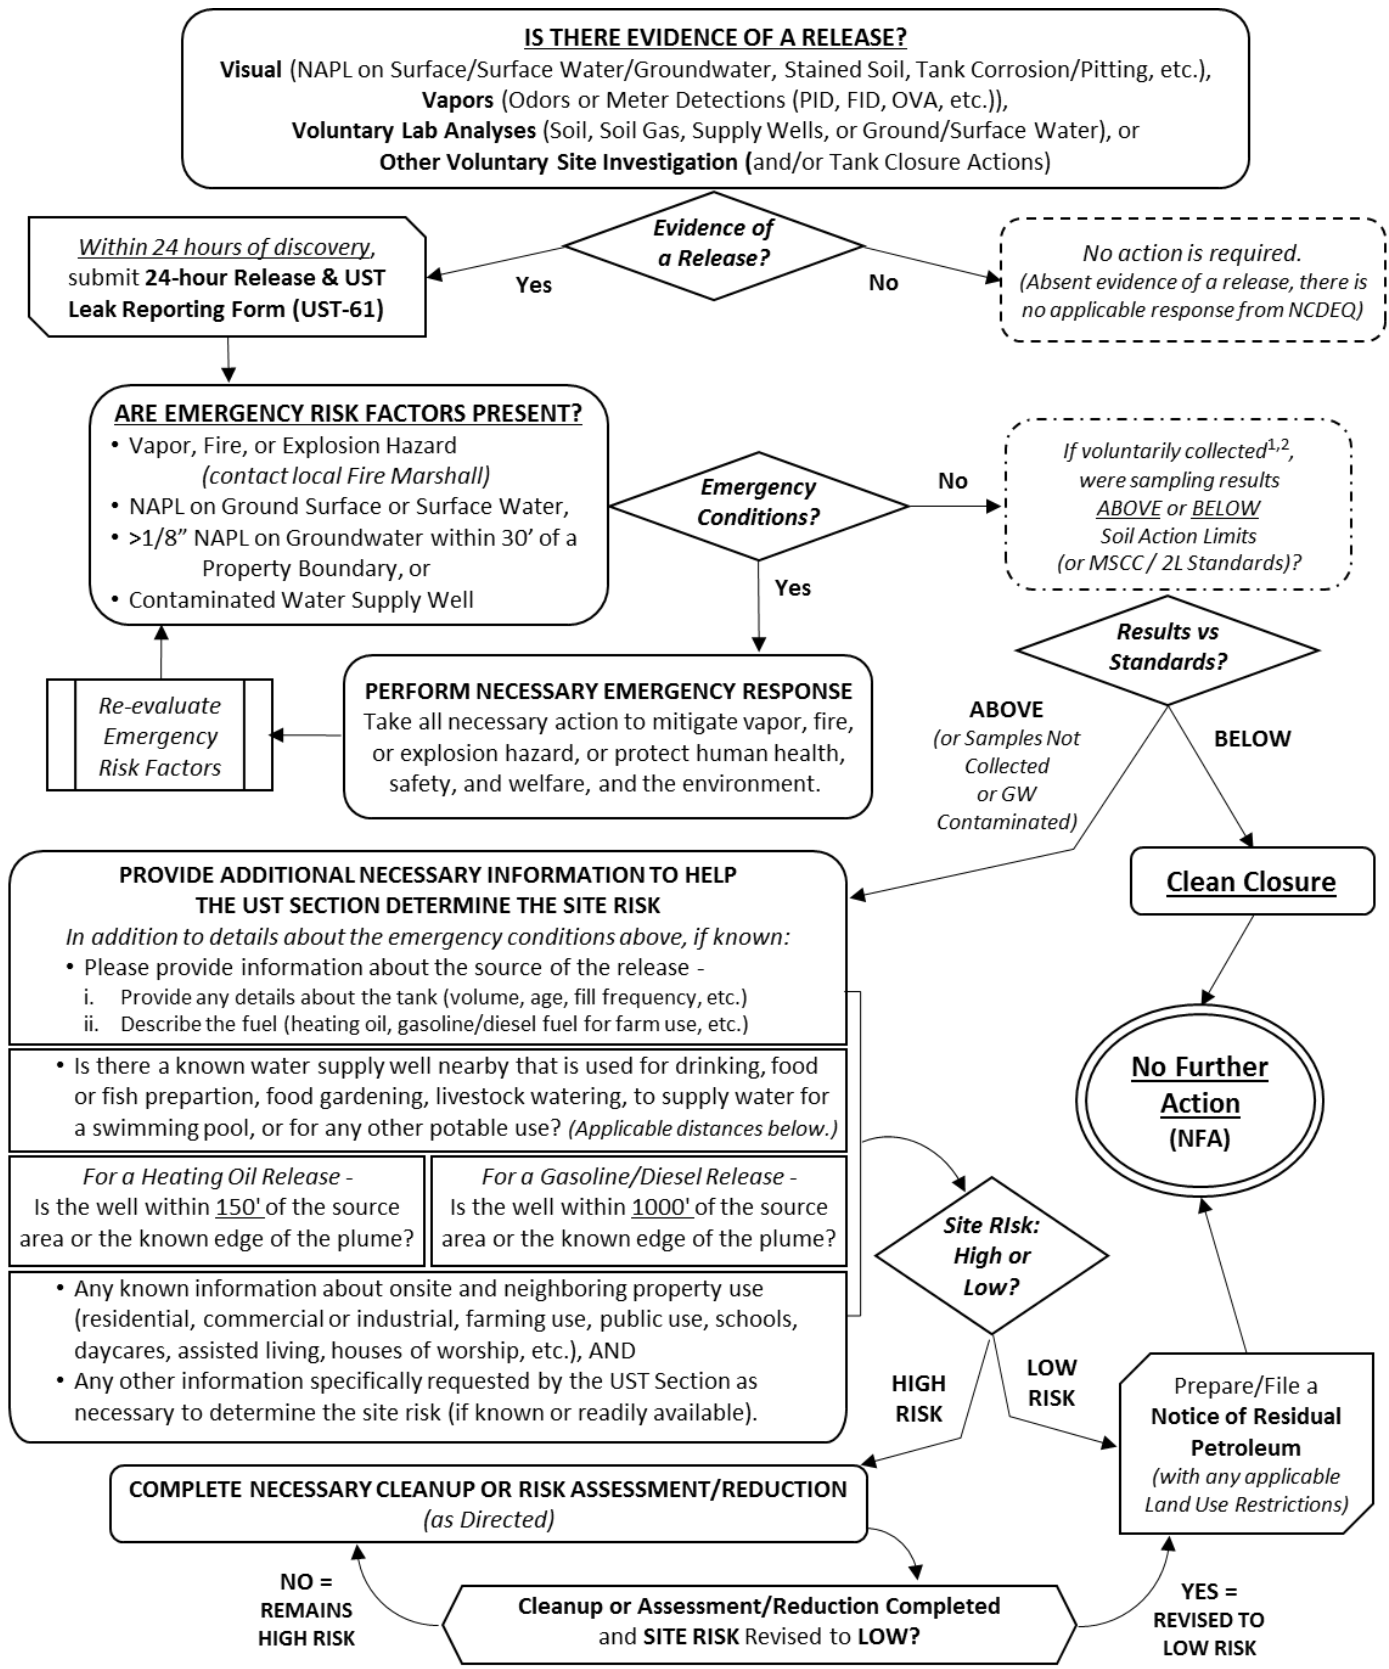 IS THERE EVIDENCE OF A RELEASE?
Visual (NAPL on Surface/Surface Water/Groundwater, Stained Soil, Tank Corrosion/Pitting, etc.),
Vapors (Odors or Meter Detections (PID, FID, OVA, etc.)),
Voluntary Lab Analyses (Soil, Soil Gas, Supply Wells, or Ground/Surface Water), or
Other Voluntary Site Investigation (and/or Tank Closure Actions)
Evidence of
a Release?
Yes
No
Within 24 hours of discovery,
submit 24-hour Release & UST
Leak Reporting Form (UST-61)
No action is required.
(Absent evidence of a release, there is
no applicable response from NCDEQ)
ARE EMERGENCY RISK FACTORS PRESENT?
• Vapor, Fire, or Explosion Hazard
(contact local Fire Marshall)
• NAPL on Ground Surface or Surface Water,
• >1/8” NAPL on Groundwater within 30’ of a
Property Boundary, or
• Contaminated Water Supply Well
Emergency
Conditions?
No
Yes
If voluntarily collected1,2,
were sampling results
ABOVE or BELOW
Soil Action Limits
(or MSCC / 2L Standards)?
Results vs
Standards?
PERFORM NECESSARY EMERGENCY RESPONSE
Take all necessary action to mitigate vapor, fire,
or explosion hazard, or protect human health,
safety, and welfare, and the environment.
Re-evaluate
Emergency
Risk Factors
ABOVE
(or Samples Not
Collected
or GW
Contaminated)
BELOW
Clean Closure
PROVIDE ADDITIONAL NECESSARY INFORMATION TO HELP
THE UST SECTION DETERMINE THE SITE RISK
In addition to details about the emergency conditions above, if known:
• Please provide information about the source of the release -
i. Provide any details about the tank (volume, age, fill frequency, etc.)
ii. Describe the fuel (heating oil, gasoline/diesel fuel for farm use, etc.)
• Is there a known water supply well nearby that is used for drinking, food
or fish prepartion, food gardening, livestock watering, to supply water for
a swimming pool, or for any other potable use? (Applicable distances below.)
For a Heating Oil Release -
Is the well within 150' of the source
area or the known edge of the plume?
For a Gasoline/Diesel Release -
Is the well within 1000' of the source
area or the known edge of the plume?
• Any known information about onsite and neighboring property use
(residential, commercial or industrial, farming use, public use, schools,
daycares, assisted living, houses of worship, etc.), AND
• Any other information specifically requested by the UST Section as
necessary to determine the site risk (if known or readily available).
No Further
Action
(NFA)
Site RIsk:
High or
Low?
HIGH
RISK
LOW
RISK
Prepare/File a
Notice of Residual
Petroleum
(with any applicable
Land Use Restrictions)
COMPLETE NECESSARY CLEANUP OR RISK ASSESSMENT/REDUCTION
(as Directed)
NO =
REMAINS
HIGH RISK
Cleanup or Assessment/Reduction Completed
and SITE RISK Revised to LOW?
YES =
REVISED TO
LOW RISK